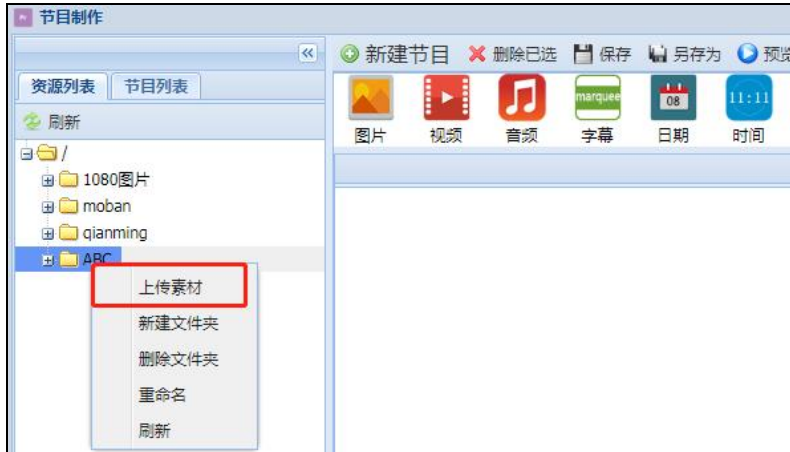 节目制作
新建节目 删除已选 保存 另存为 预览
资源列表 节目列表
marquee 08 11:11
刷新
图片 视频 音频 字幕 日期 时间
/
1080图片
moban
qianming
ABC
上传素材
新建文件夹
删除文件夹
重命名
刷新